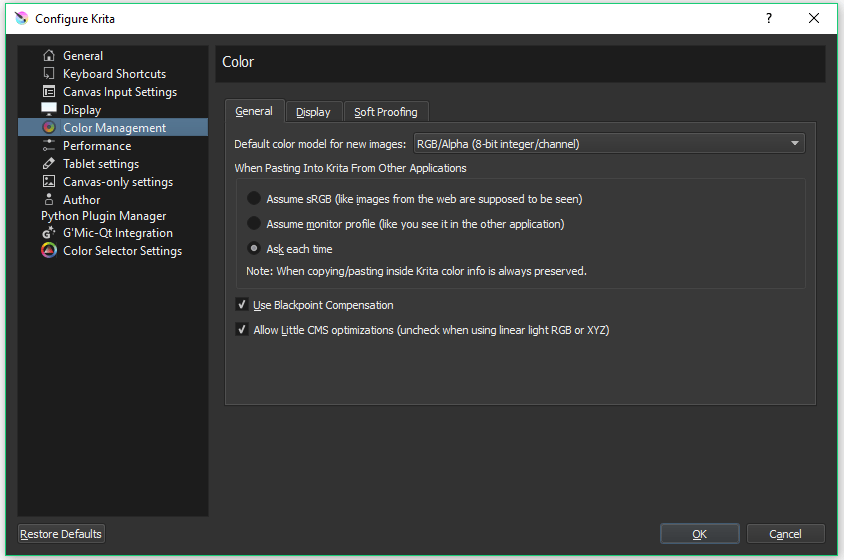 Configure Krita
?
General
Keyboard Shortcuts
Canvas Input Settings
Display
Color Management
Performance
Tablet settings
Canvas-only settings
Author
Python Plugin Manager
G'Mic-Qt Integration
Color Selector Settings
Color
General Display Soft Proofing
Default color model for new images: RGB/Alpha (8-bit integer/channel)
When Pasting Into Krita From Other Applications
Assume sRGB (like images from the web are supposed to be seen)
Assume monitor profile (like you see it in the other application)
Ask each time
Note: When copying/pasting inside Krita color info is always preserved.
Use Blackpoint Compensation
Allow Little CMS optimizations (uncheck when using linear light RGB or XYZ)
Restore Defaults OK Cancel